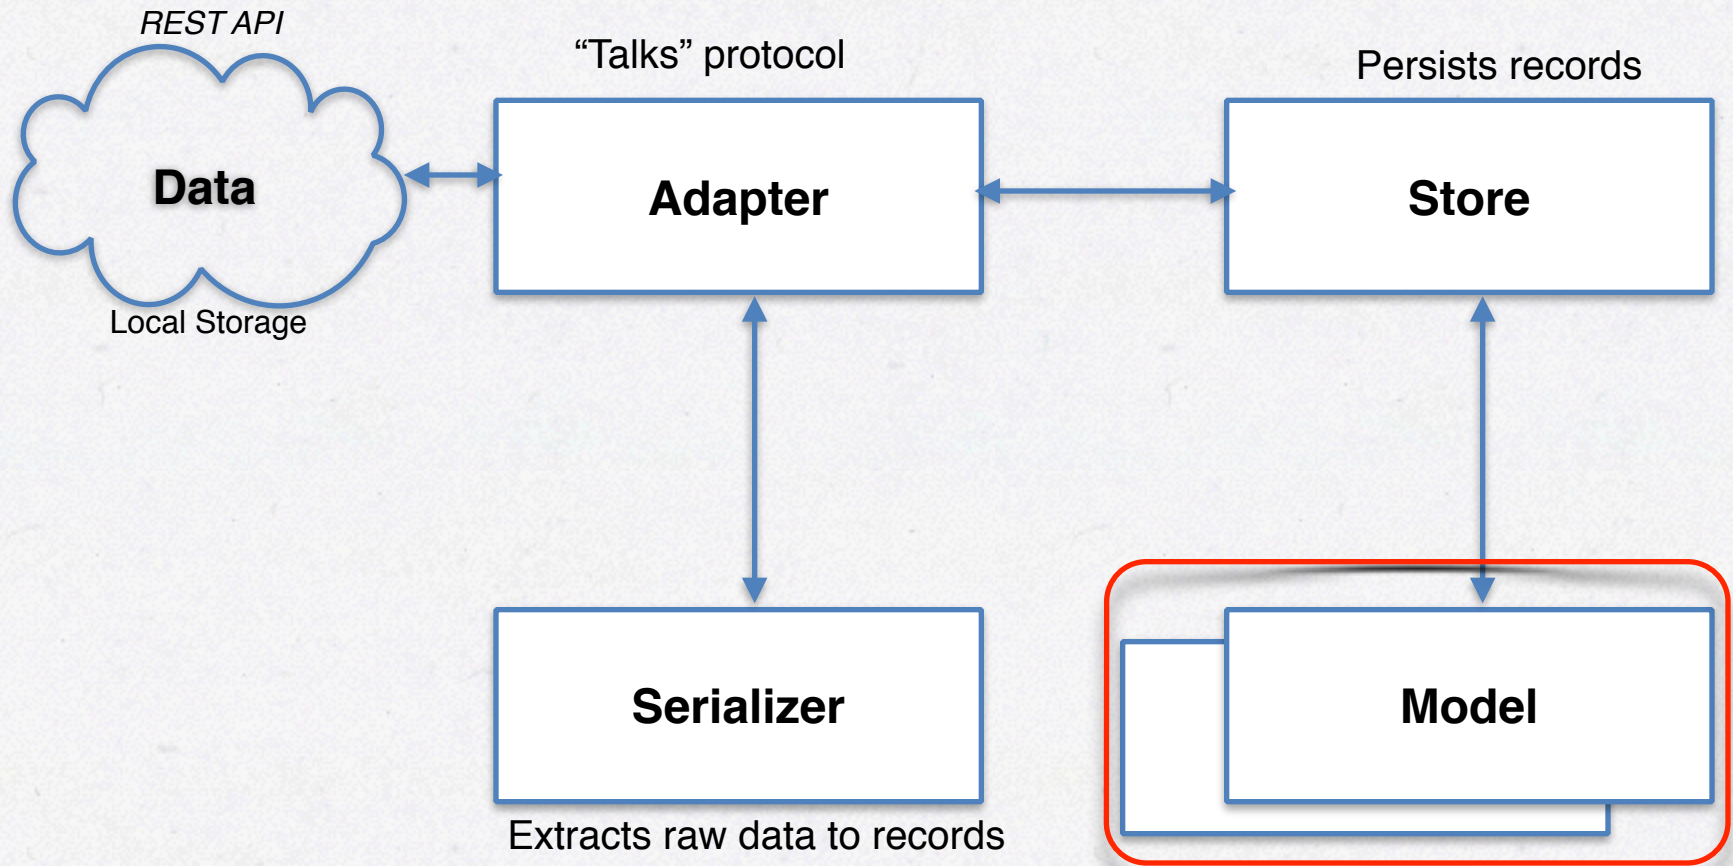 REST API
“Talks” protocol
Persists records
Data
Adapter
Store
Local Storage
Serializer
Model
Extracts raw data to records